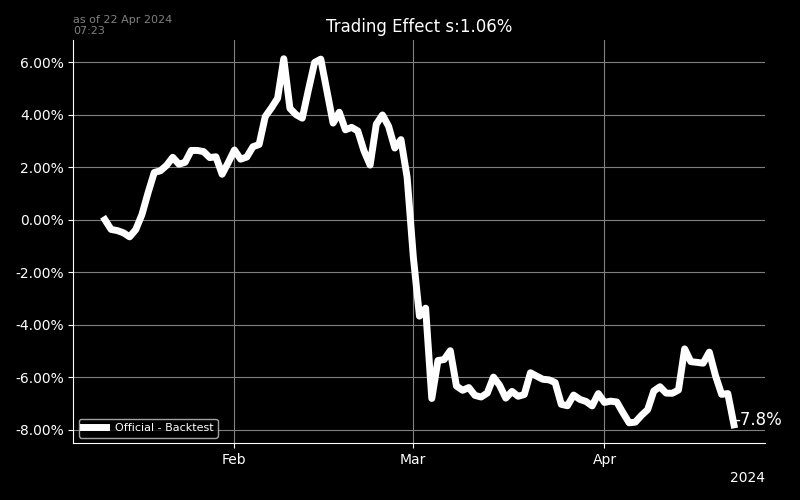 as of 22 Apr 2024
07:23
Trading Effect s:1.06%
6.00%
4.00%
2.00%
0.00%
-2.00%
-4.00%
-6.00%
-8.00%
-7.8%
Official - Backtest
Feb
Mar
Apr
2024